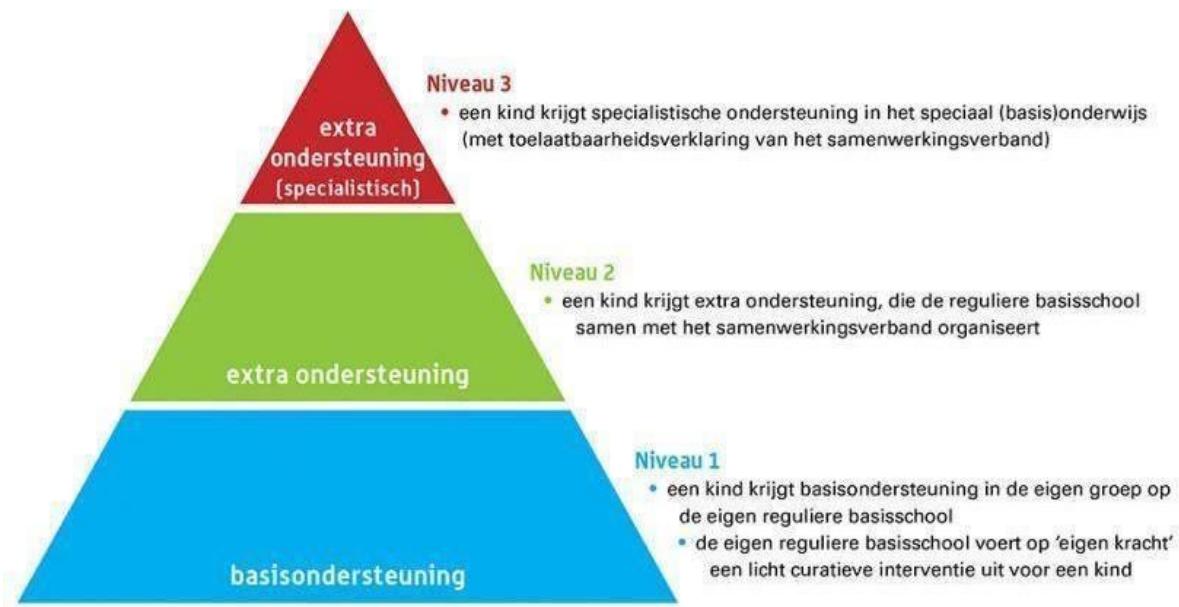 extra
ondersteuning
(specialistisch)
Niveau 3
• een kind krijgt specialistische ondersteuning in het speciaal (basis)onderwijs
(met toelaatbaarheidsverklaring van het samenwerkingsverband)
Niveau 2
• een kind krijgt extra ondersteuning, die de reguliere basisschool
samen met het samenwerkingsverband organiseert
extra ondersteuning
Niveau 1
• een kind krijgt basisondersteuning in de eigen groep op
de eigen reguliere basisschool
• de eigen reguliere basisschool voert op ‘eigen kracht’
een licht curatieve interventie uit voor een kind
basisondersteuning